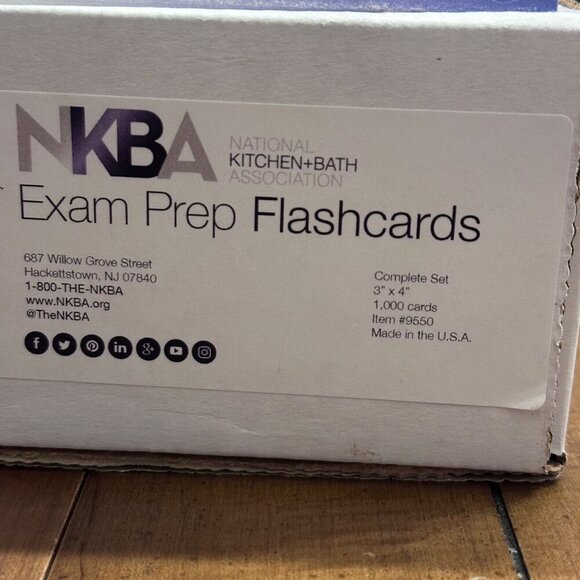 NKBA
NATIONAL
KITCHEN+BATH
ASSOCIATION
Exam Prep Flashcards
687 Willow Grove Street
Hackettstown, NJ 07840
1-800-THE-NKBA
www.NKBA.org
@TheNKBA
Complete Set
3" x 4"
1,000 cards
Item #9550
Made in the U.S.A.